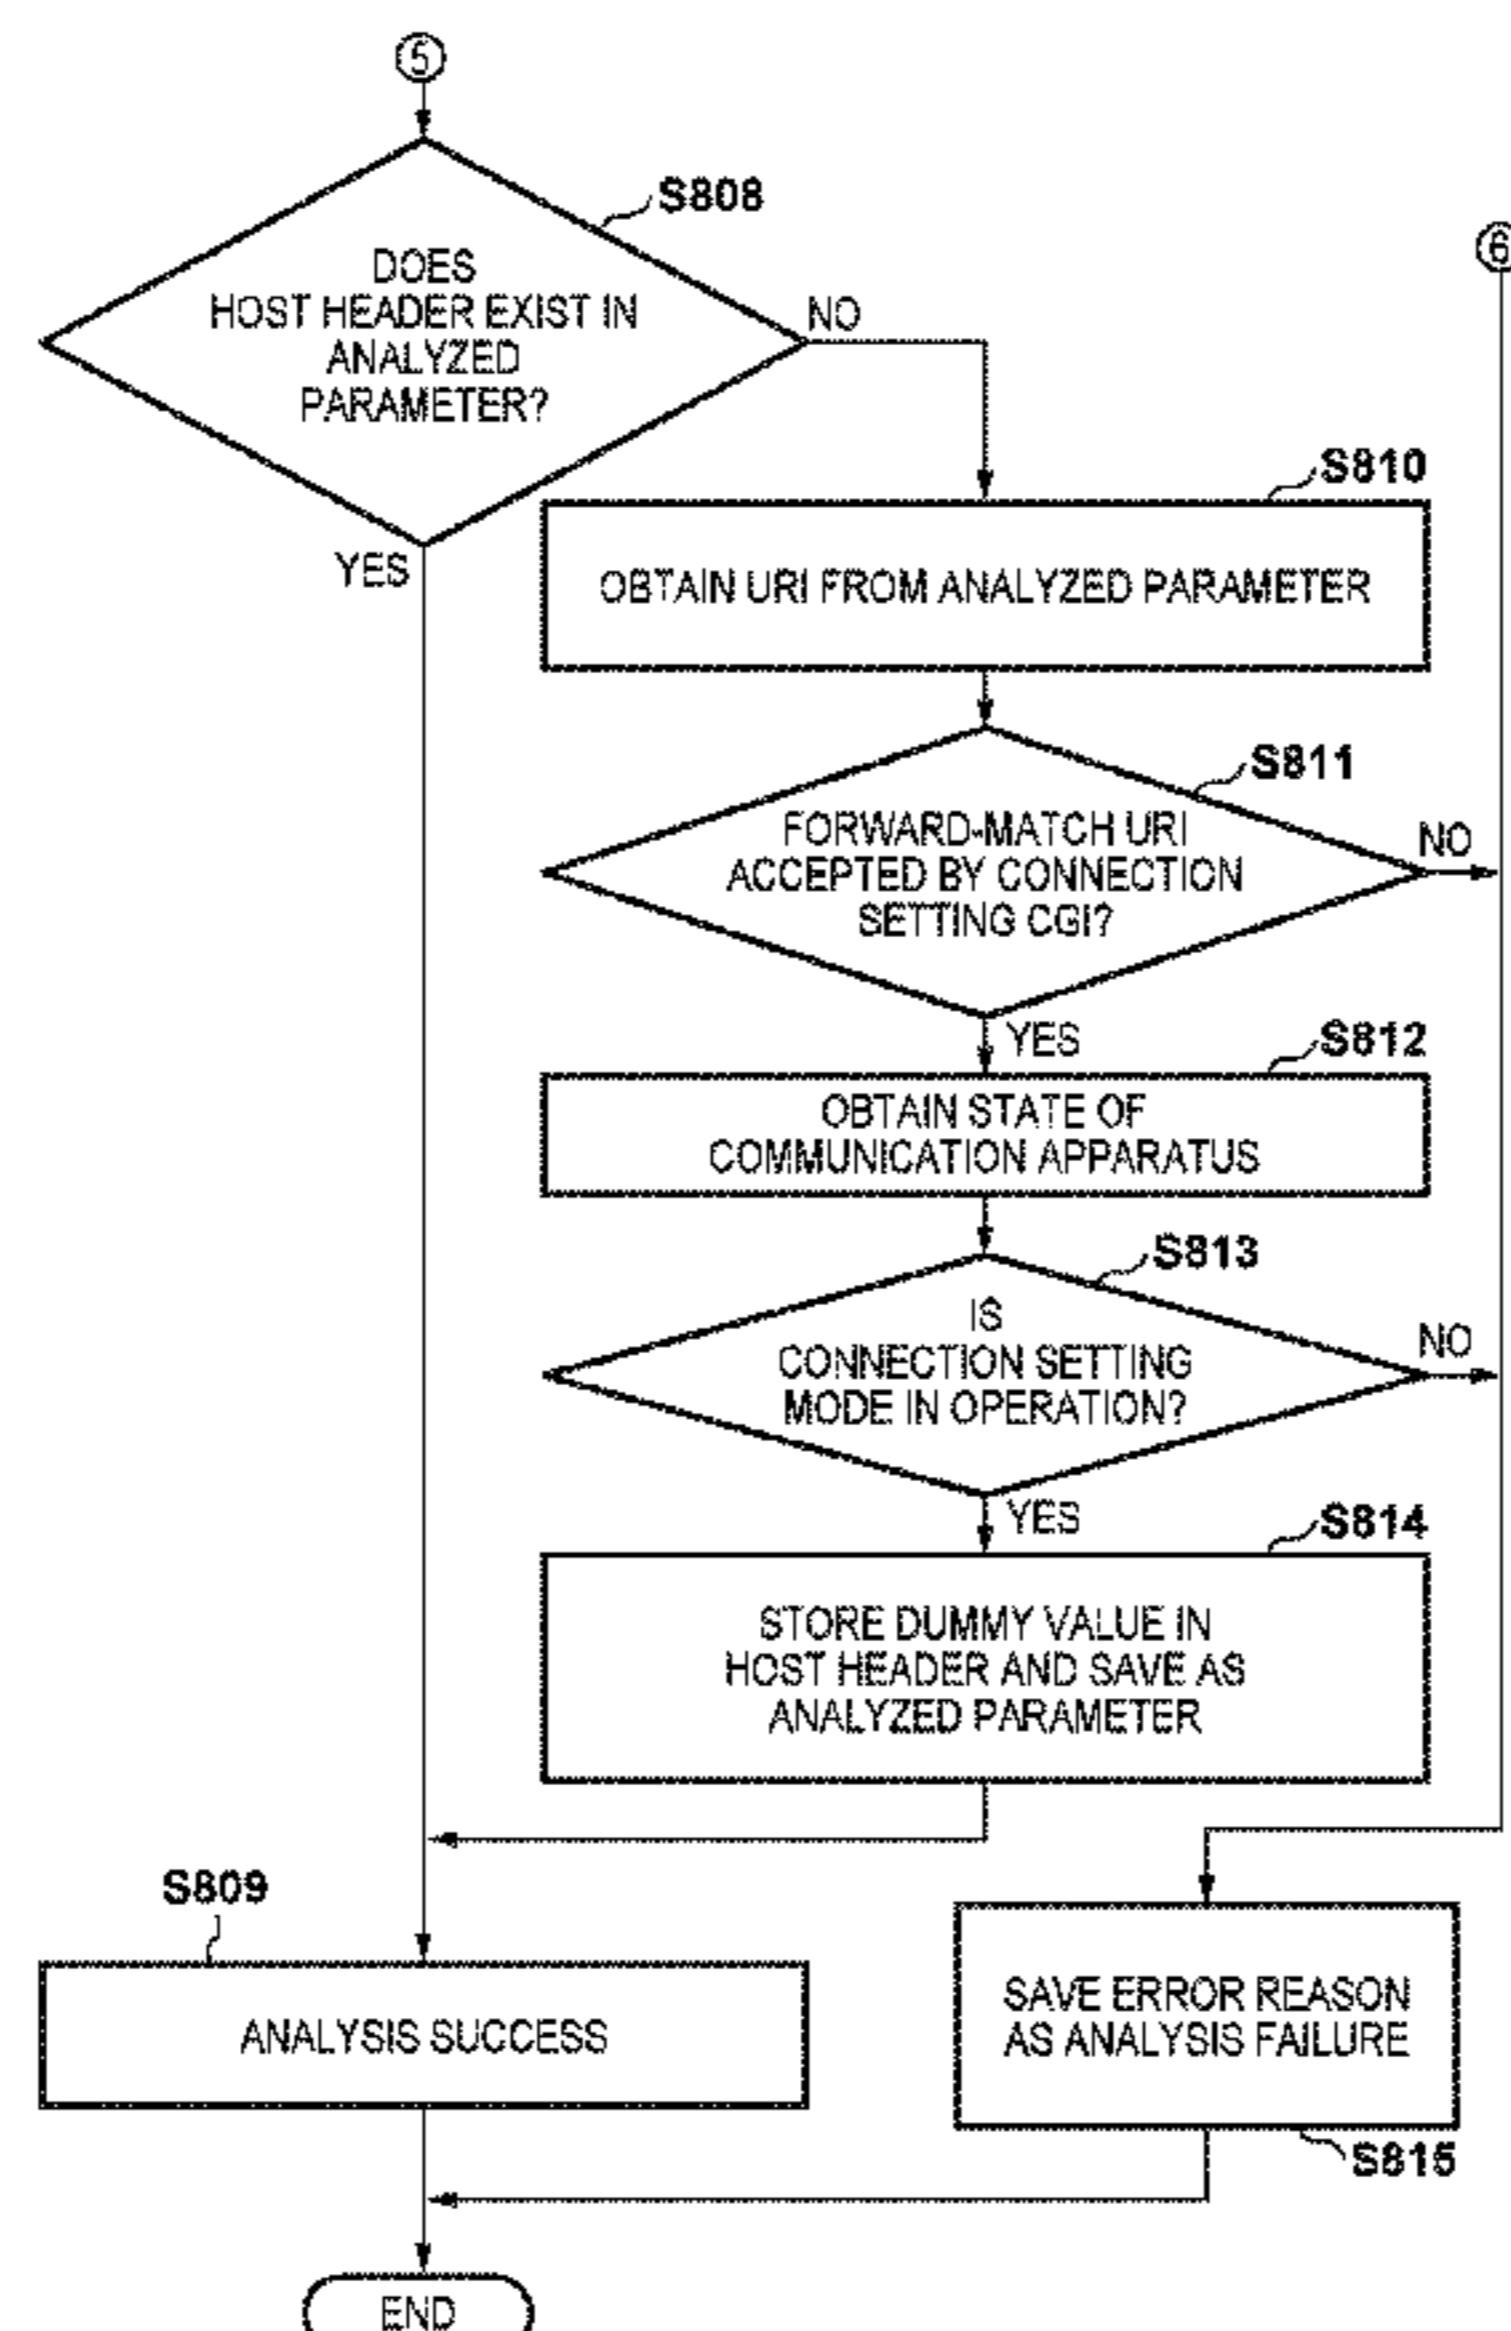 5
S808
DOES
HOST HEADER EXIST IN
ANALYZED
PARAMETER?
NO
6
YES
S810
OBTAIN URI FROM ANALYZED PARAMETER
S811
FORWARD-MATCH URI
ACCEPTED BY CONNECTION
SETTING CGI?
NO
YES
S812
OBTAIN STATE OF
COMMUNICATION APPARATUS
S813
IS
CONNECTION SETTING
MODE IN OPERATION?
NO
YES
S814
STORE DUMMY VALUE IN
HOST HEADER AND SAVE AS
ANALYZED PARAMETER
S809
ANALYSIS SUCCESS
SAVE ERROR REASON
AS ANALYSIS FAILURE
S815
END